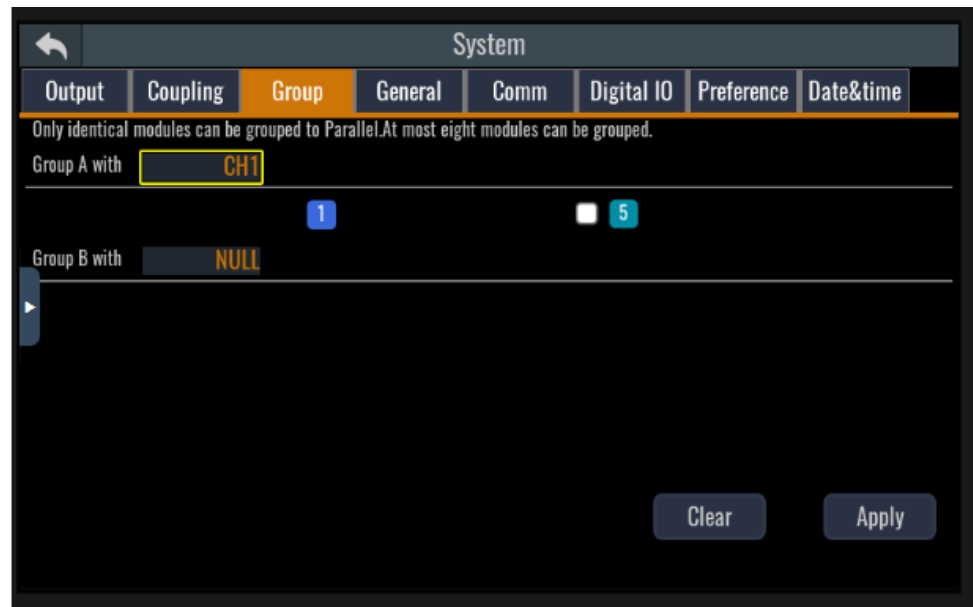 System
Output Coupling Group General Comm Digital IO Preference Date&time
Only identical modules can be grouped to Parallel.At most eight modules can be grouped.
Group A with CH1
1 5
Group B with NULL
Clear Apply